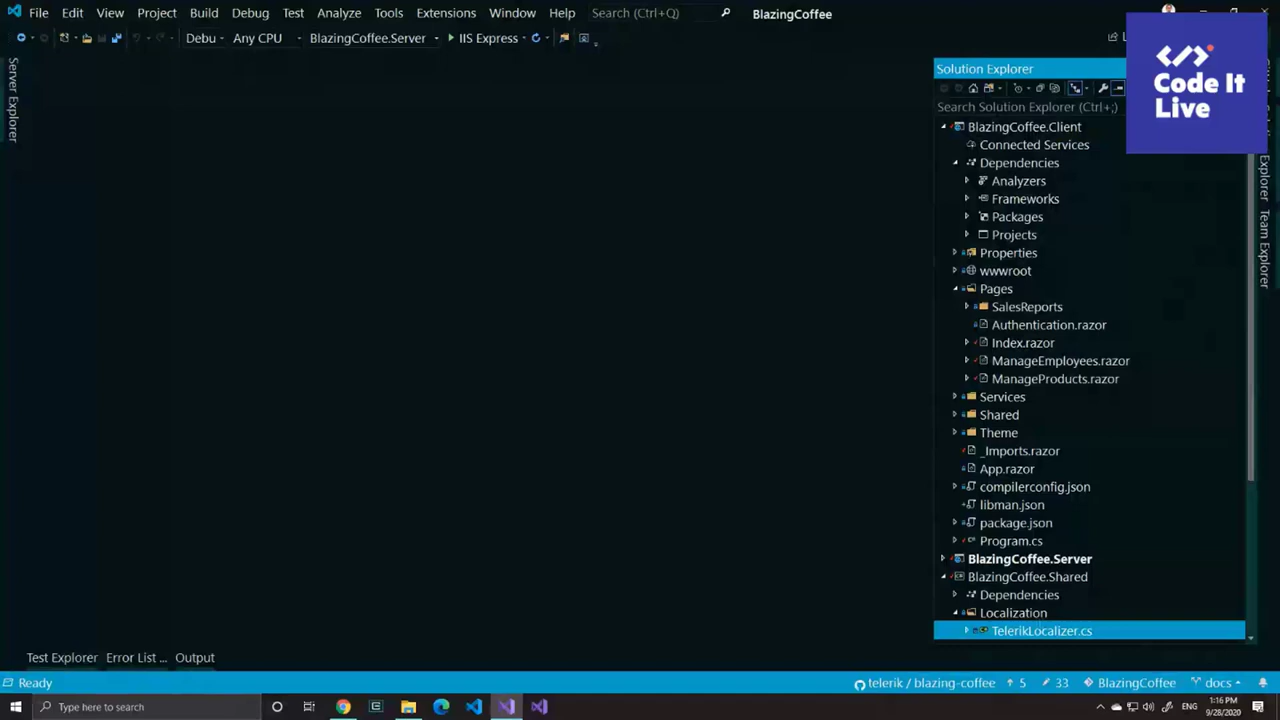 File Edit View Project Build Debug Test Analyze Tools Extensions Window Help Search (Ctrl+Q) BlazingCoffee
Debu Any CPU BlazingCoffee.Server IIS Express
Server Explorer
Solution Explorer
Search Solution Explorer (Ctrl+;)
Code It
Live
BlazingCoffee.Client
Connected Services
Dependencies
Analyzers
Frameworks
Packages
Projects
Properties
wwwroot
Pages
SalesReports
Authentication.razor
Index.razor
ManageEmployees.razor
ManageProducts.razor
Services
Shared
Theme
_Imports.razor
App.razor
compilerconfig.json
libman.json
package.json
Program.cs
BlazingCoffee.Server
BlazingCoffee.Shared
Dependencies
Localization
TelerikLocalizer.cs
Explorer
Team Explorer
Test Explorer Error List ... Output
Ready telerik / blazing-coffee 5 33 BlazingCoffee docs
Type here to search
1:16 PM
9/28/2020